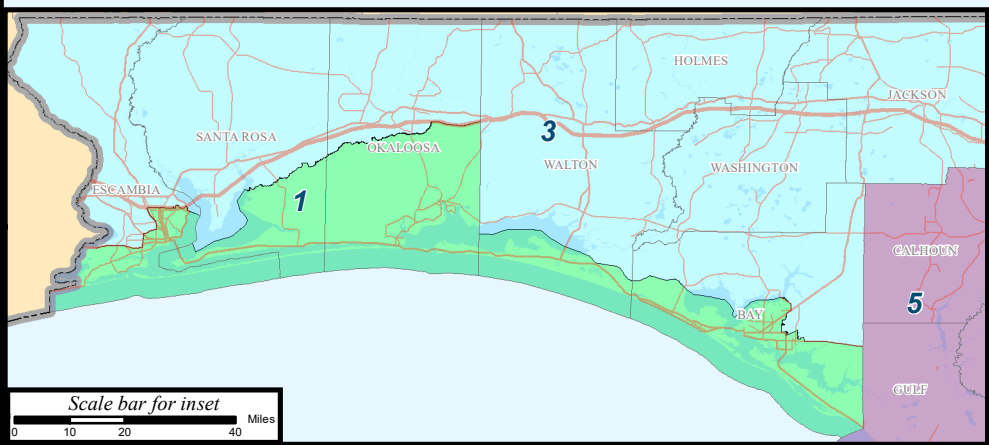 HOLMES
JACKSON
SANTA ROSA
3
OKALOOSA
WALTON
WASHINGTON
ESCAMBIA
1
CALHOUN
5
BAY
GULF
Scale bar for inset
Miles
0 10 20 40